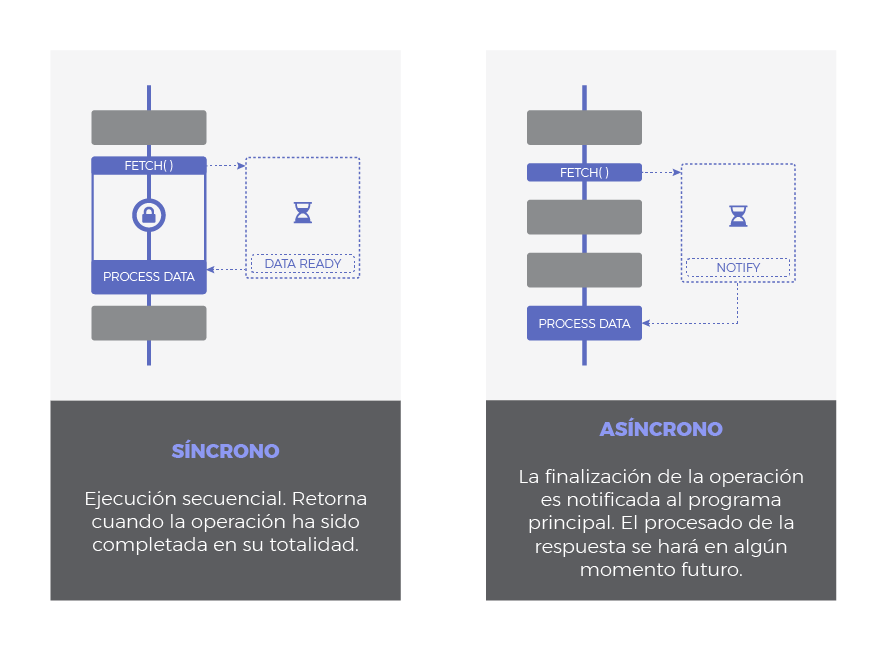 FETCH( )
DATA READY
PROCESS DATA
SÍNCRONO
Ejecución secuencial. Retorna
cuando la operación ha sido
completada en su totalidad.
FETCH( )
NOTIFY
PROCESS DATA
ASÍNCRONO
La finalización de la operación
es notificada al programa
principal. El procesado de la
respuesta se hará en algún
momento futuro.